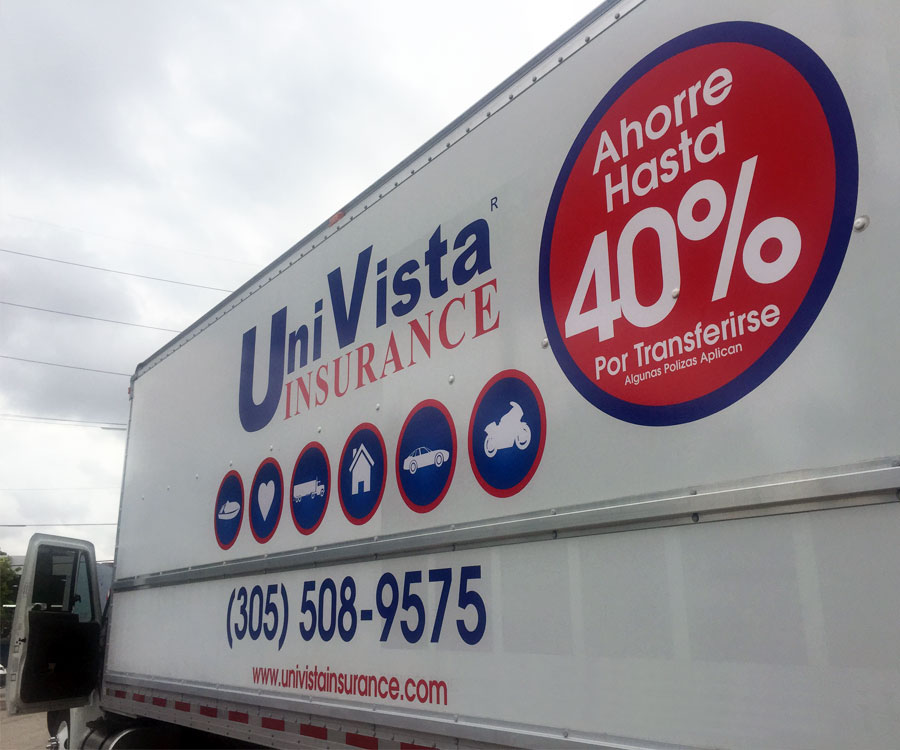 UniVista R
INSURANCE
Ahorre
Hasta
40%
Por Transferirse
Algunas Polizas Aplican
(305) 508-9575
www.univistainsurance.com